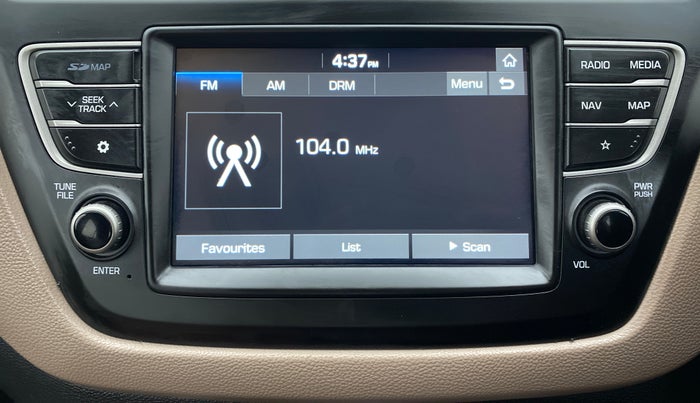 4:37 PM
SD MAP
RADIO MEDIA
FM AM DRM Menu
SEEK
TRACK
NAV MAP
104.0 MHz
TUNE
FILE
PWR
PUSH
Favourites List Scan
ENTER
VOL